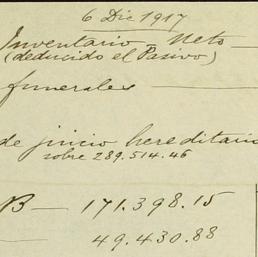 6 Dic 1917
Inventario Neto
(deducido el Pasivo)
funerales
de juicio hereditario
sobre 289.514.46
B — 171.398.15
49.430.88